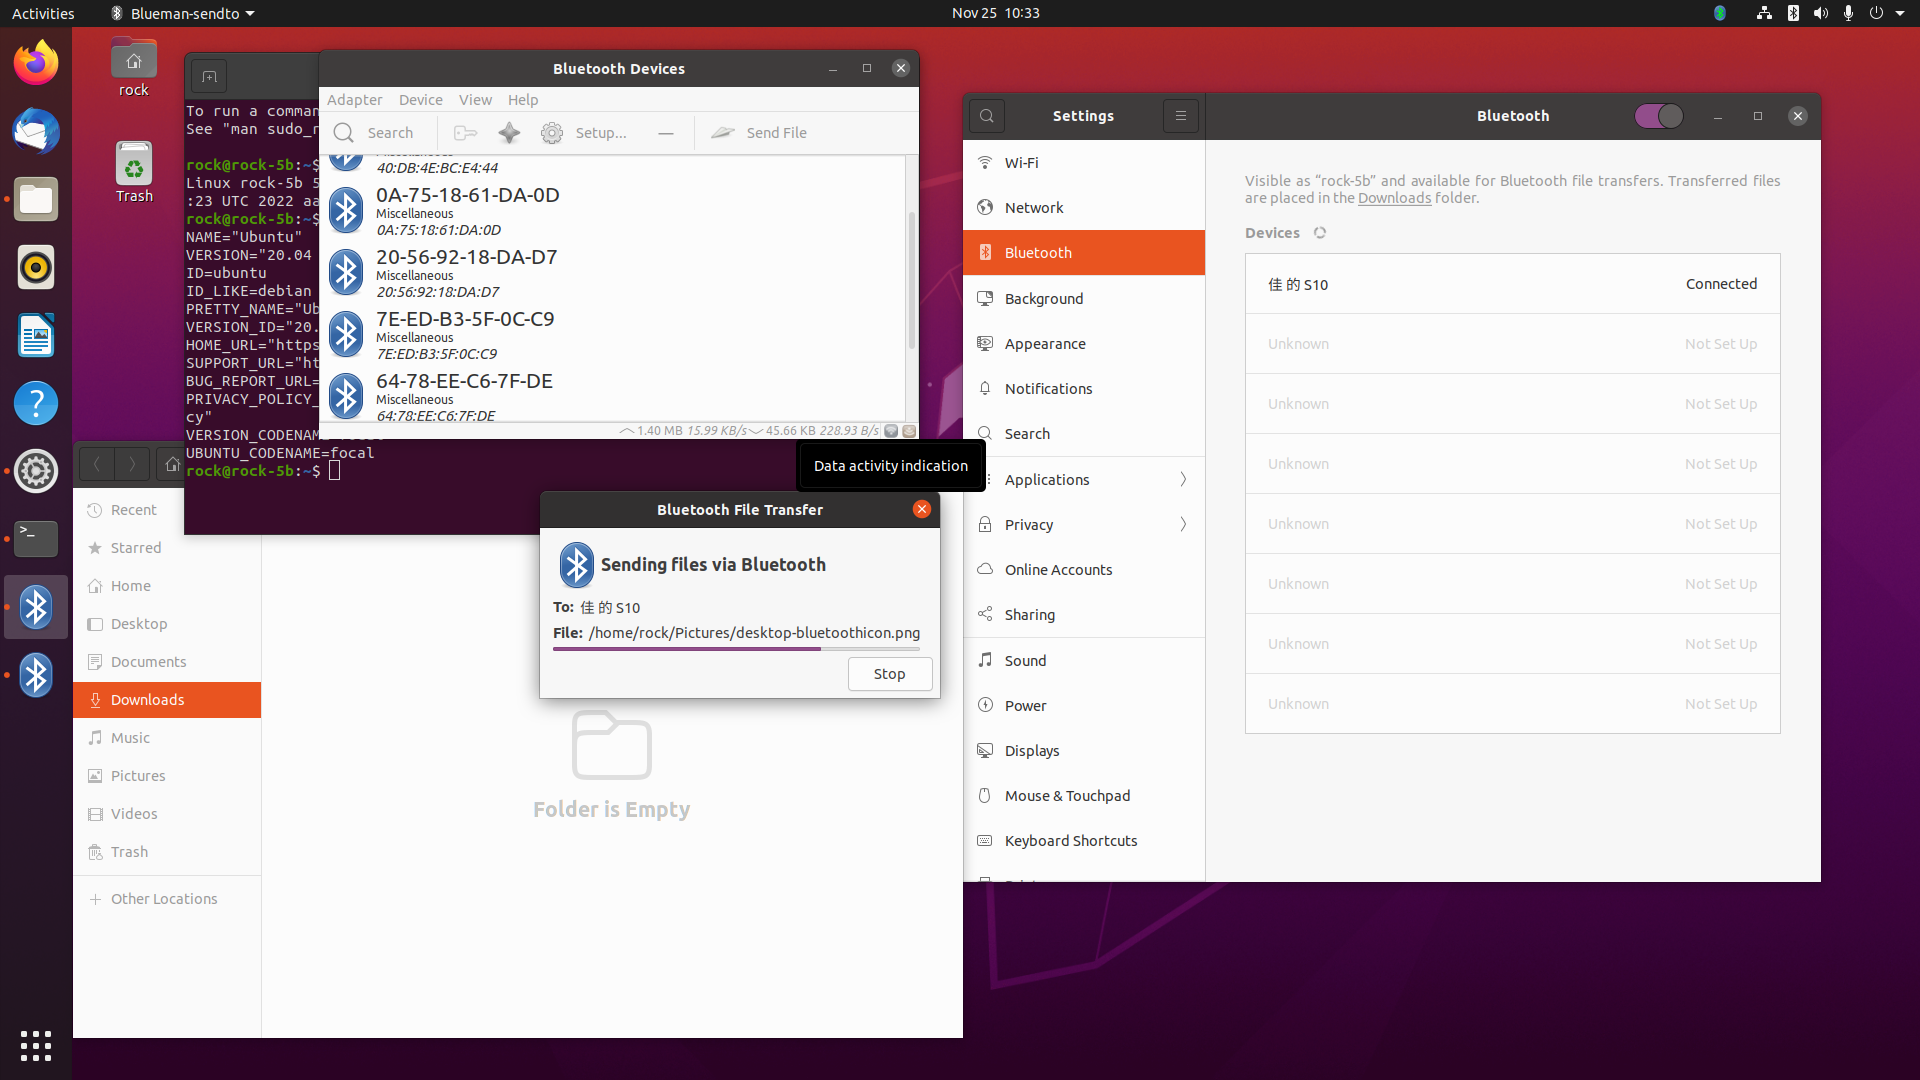 Activities
Blueman-sendto
Nov 25 10:33
rock
Trash
To run a comman
See "man sudo_r
rock@rock-5b:~$
Linux rock-5b 5
:23 UTC 2022 aa
rock@rock-5b:~$
NAME="Ubuntu"
VERSION="20.04
ID=ubuntu
ID_LIKE=debian
PRETTY_NAME="Ub
VERSION_ID="20.
HOME_URL="https
SUPPORT_URL="ht
BUG_REPORT_URL=
PRIVACY_POLICY_
cy"
VERSION_CODENAM
UBUNTU_CODENAME=focal
rock@rock-5b:~$
Bluetooth Devices
Adapter Device View Help
Search Setup... Send File
40:DB:4E:BC:E4:44
0A-75-18-61-DA-0D
Miscellaneous
0A:75:18:61:DA:0D
20-56-92-18-DA-D7
Miscellaneous
20:56:92:18:DA:D7
7E-ED-B3-5F-0C-C9
Miscellaneous
7E:ED:B3:5F:0C:C9
64-78-EE-C6-7F-DE
Miscellaneous
64:78:EE:C6:7F:DE
1.40 MB 15.99 KB/s 45.66 KB 228.93 B/s
Data activity indication
Recent
Starred
Home
Desktop
Documents
Downloads
Music
Pictures
Videos
Trash
Other Locations
Folder is Empty
Bluetooth File Transfer
Sending files via Bluetooth
To: 佳 的 S10
File: /home/rock/Pictures/desktop-bluetoothicon.png
Stop
Settings
Wi-Fi
Network
Bluetooth
Background
Appearance
Notifications
Search
Applications
Privacy
Online Accounts
Sharing
Sound
Power
Displays
Mouse & Touchpad
Keyboard Shortcuts
Bluetooth
Visible as “rock-5b” and available for Bluetooth file transfers. Transferred files
are placed in the Downloads folder.
Devices
佳 的 S10 Connected
Unknown Not Set Up
Unknown Not Set Up
Unknown Not Set Up
Unknown Not Set Up
Unknown Not Set Up
Unknown Not Set Up
Unknown Not Set Up